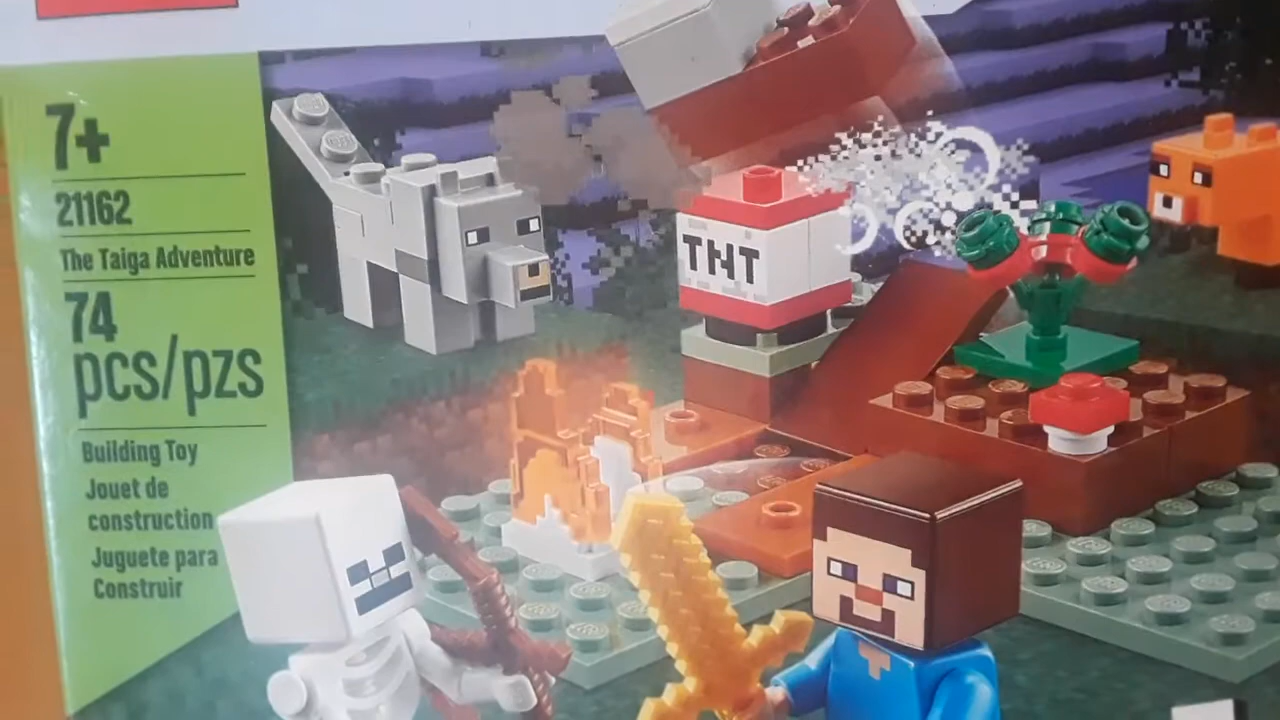 7+
21162
The Taiga Adventure
74
pcs/pzs
Building Toy
Jouet de
construction
Juguete para
Construir
TNT